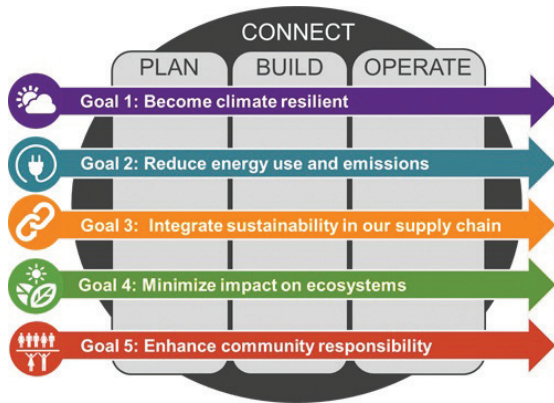 CONNECT
PLAN BUILD OPERATE
Goal 1: Become climate resilient
Goal 2: Reduce energy use and emissions
Goal 3: Integrate sustainability in our supply chain
Goal 4: Minimize impact on ecosystems
Goal 5: Enhance community responsibility